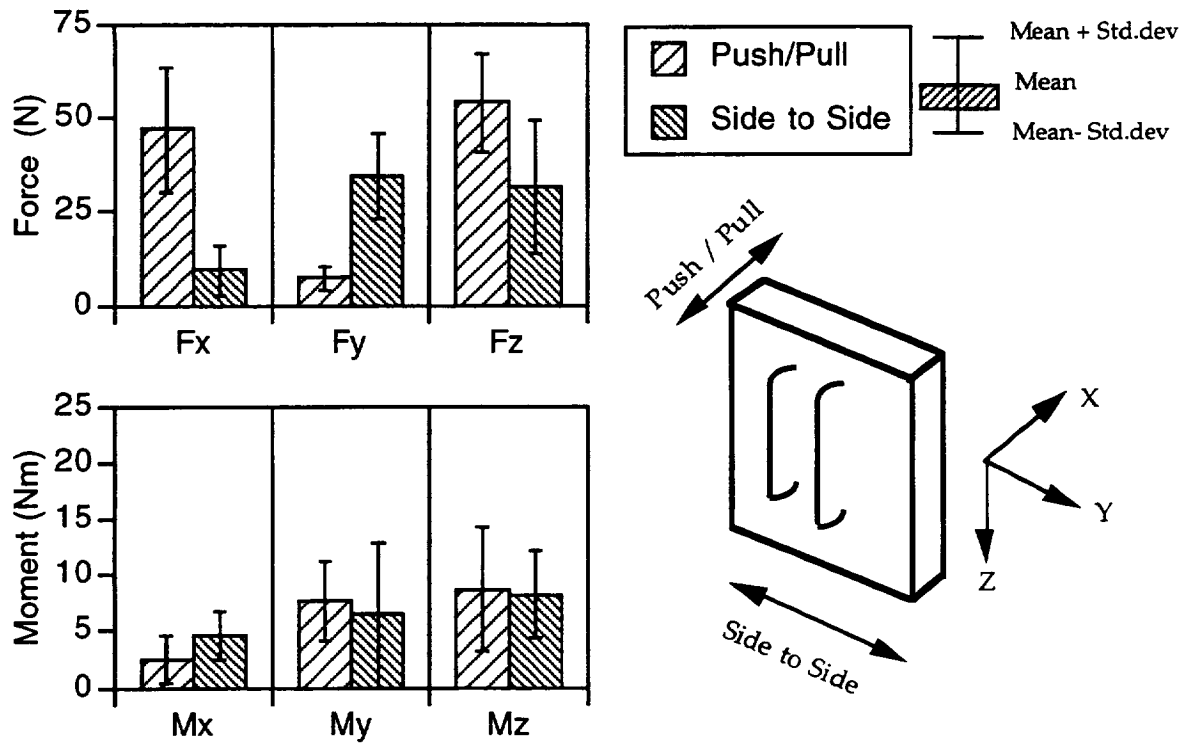 75
50
25
0
Force (N)
Fx
Fy
Fz
Push/Pull
Side to Side
Mean + Std.dev
Mean
Mean- Std.dev
25
20
15
10
5
0
Moment (Nm)
Mx
My
Mz
Push / Pull
X
Y
Z
Side to Side